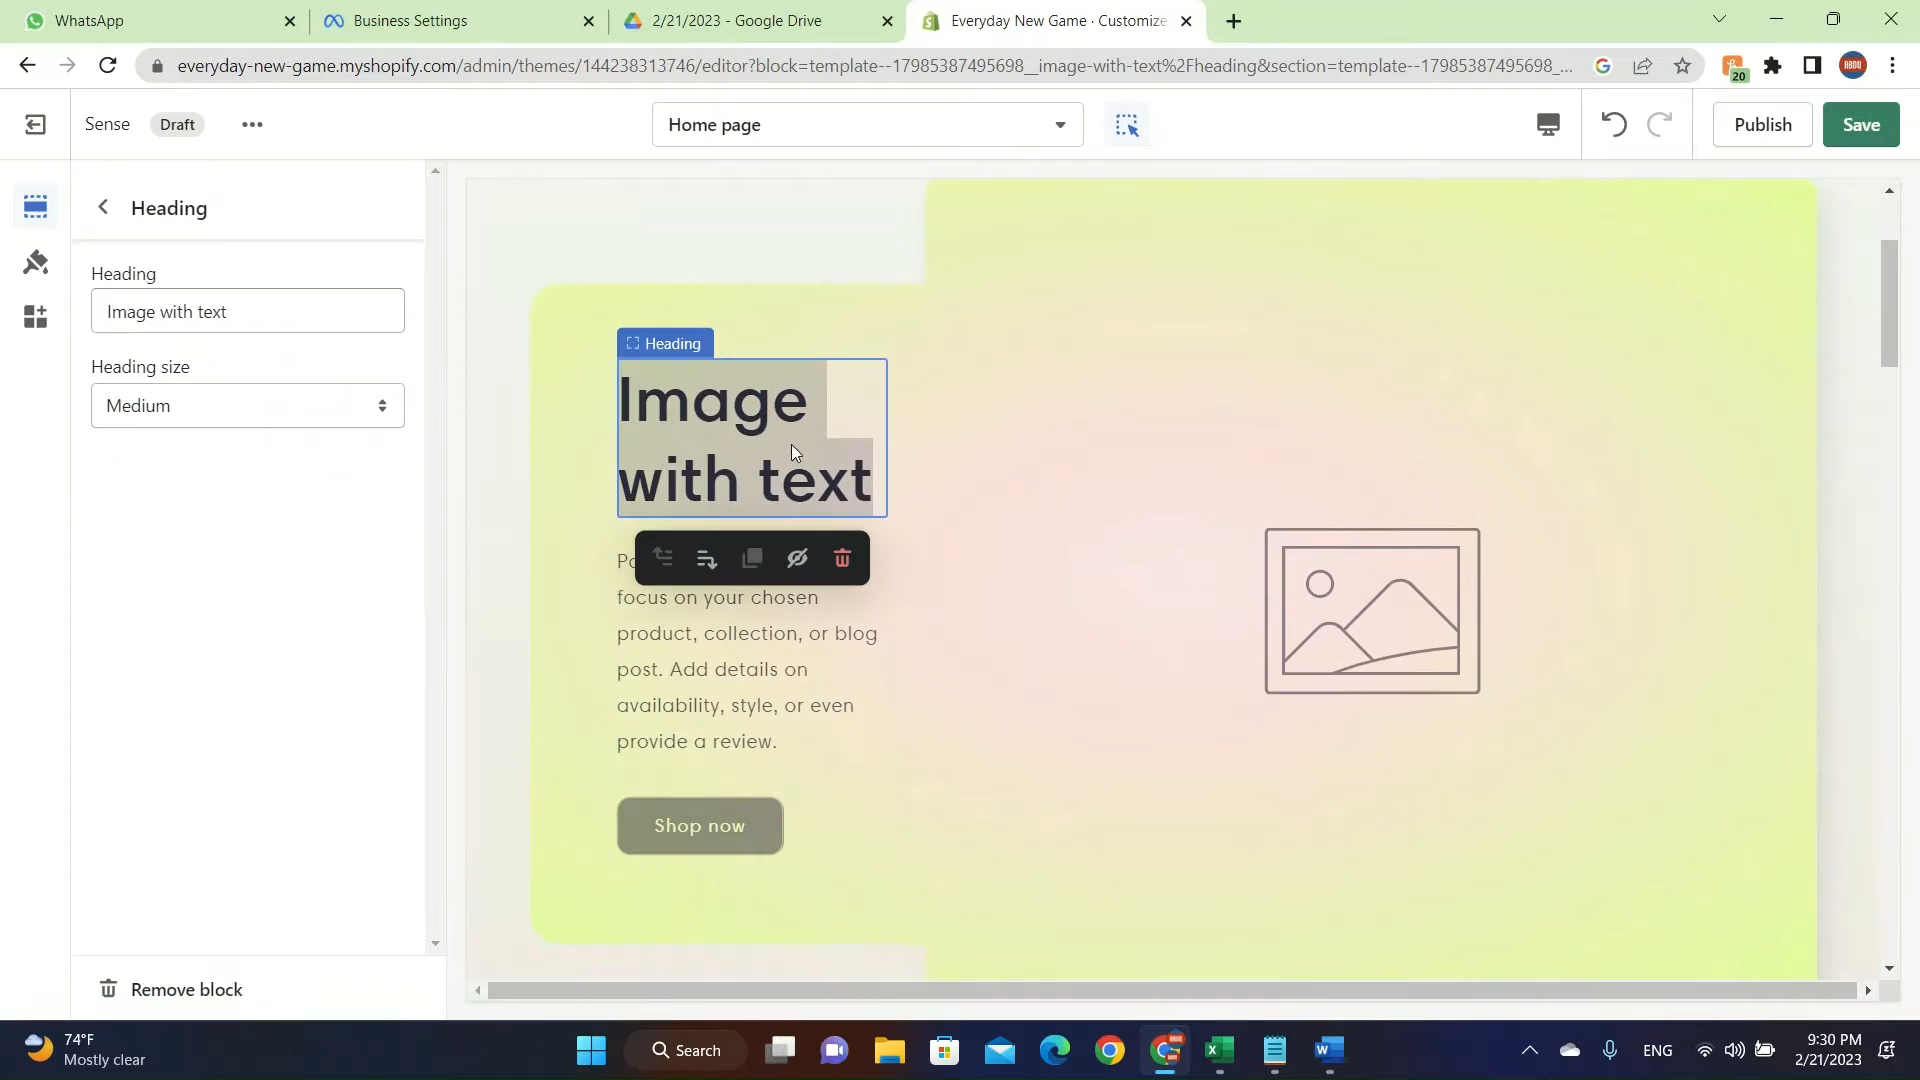 WhatsApp
Business Settings
2/21/2023 - Google Drive
Everyday New Game · Customize
everyday-new-game.myshopify.com/admin/themes/144238313746/editor?block=template--17985387495698__image-with-text%2Fheading&section=template--17985387495698_...
20
ABDU
Sense
Draft
Home page
Publish
Save
Heading
Heading
Image with text
Heading size
Medium
Remove block
Heading
Image
with text
focus on your chosen
product, collection, or blog
post. Add details on
availability, style, or even
provide a review.
Shop now
74°F
Mostly clear
Search
ENG
9:30 PM
2/21/2023